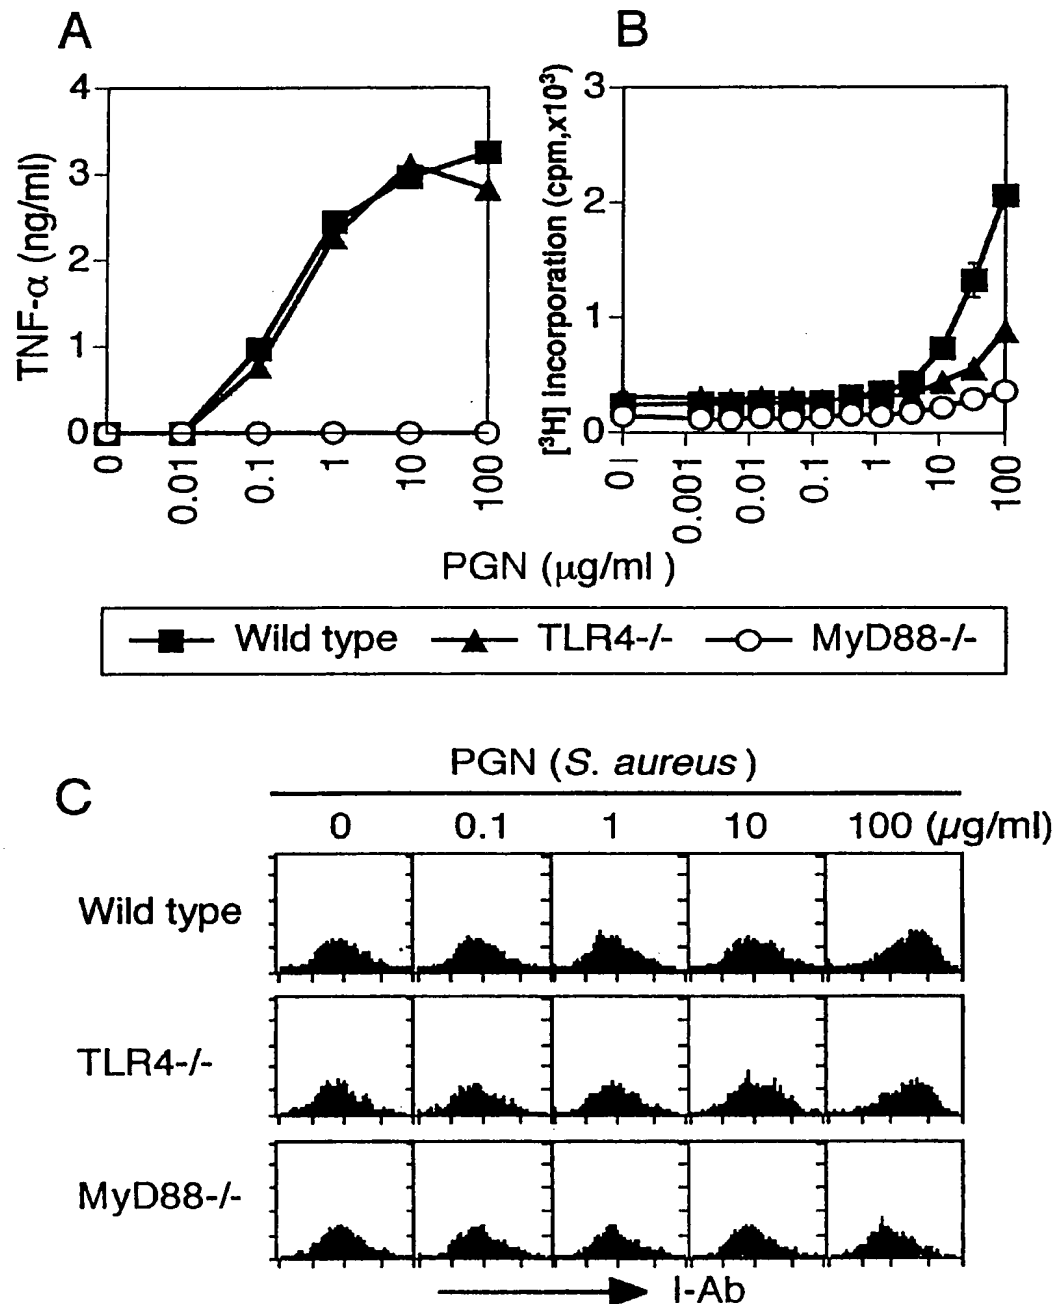 A
TNF-α (ng/ml)
4
3
2
1
0
0
0.01
0.1
1
10
100
B
[³H] Incorporation (cpm,x10³)
3
2
1
0
0
0.001
0.01
0.1
1
10
100
PGN (μg/ml )
Wild type TLR4-/- MyD88-/-
C
PGN (S. aureus )
0 0.1 1 10 100 (μg/ml)
Wild type
TLR4-/-
MyD88-/-
I-Ab